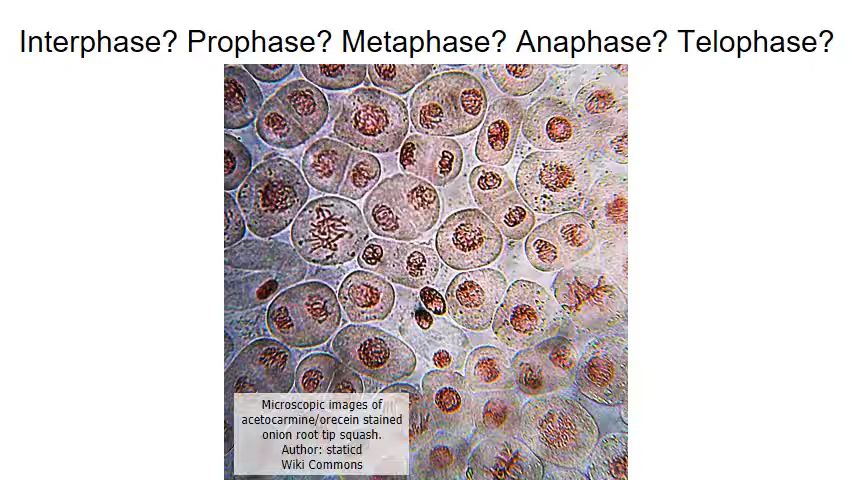 Interphase? Prophase? Metaphase? Anaphase? Telophase?
Microscopic images of
acetocarmine/orecein stained
onion root tip squash.
Author: staticd
Wiki Commons